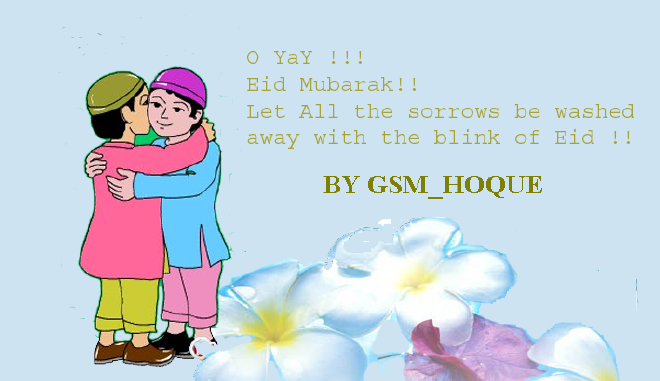 O YaY !!!
Eid Mubarak!!
Let All the sorrows be washed
away with the blink of Eid !!
BY GSM_HOQUE